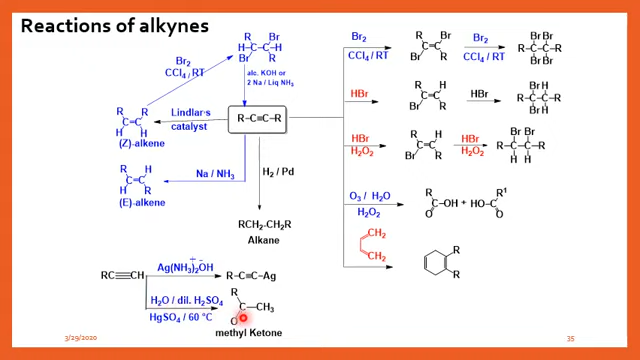 Reactions of alkynes
R R
H-C-C-H
Br Br
Br₂
CCl₄/RT
alc. KOH or
2 Na / Liq NH₃
R Br
C=C
Br R
Br₂
CCl₄ / RT
Br Br
R-C-C-R
Br Br
Br₂
CCl₄/ RT
R R
C=C
H H
(Z)-alkene
Lindlar's
catalyst
R-C≡C-R
HBr
R H
C=C
Br R
HBr
Br H
R-C-C-R
Br H
HBr
H₂O₂
R H
C=C
Br R
HBr
H₂O₂
Br Br
R-C-C-R
H H
R H
C=C
H R
(E)-alkene
Na / NH₃
H₂ / Pd
RCH₂-CH₂R
Alkane
O₃ / H₂O
H₂O₂
R R¹
C-OH + HO-C
O O
CH₂
CH₂
R
R
RC≡CH
Ag(NH₃)₂OH
+ -
R-C≡C-Ag
H₂O / dil. H₂SO₄
HgSO₄ / 60 °C
R
C-CH₃
O
methyl Ketone
3/29/2020
35